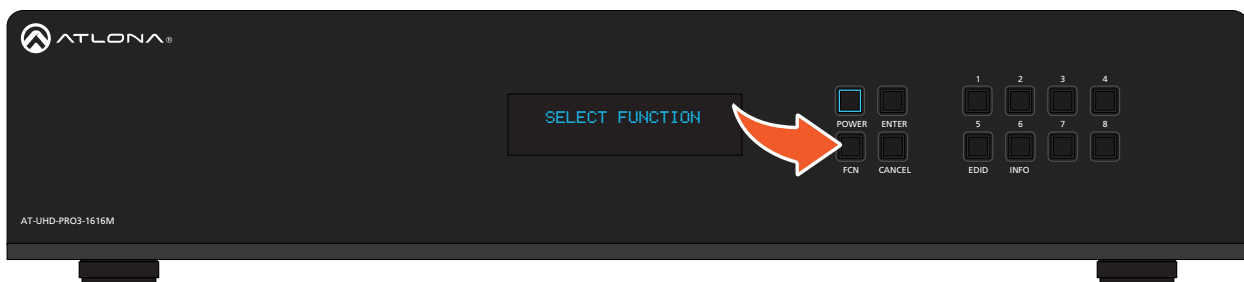 ATLONA®
SELECT FUNCTION
1 2 3 4
POWER ENTER 5 6 7 8
FCN CANCEL EDID INFO
AT-UHD-PRO3-1616M